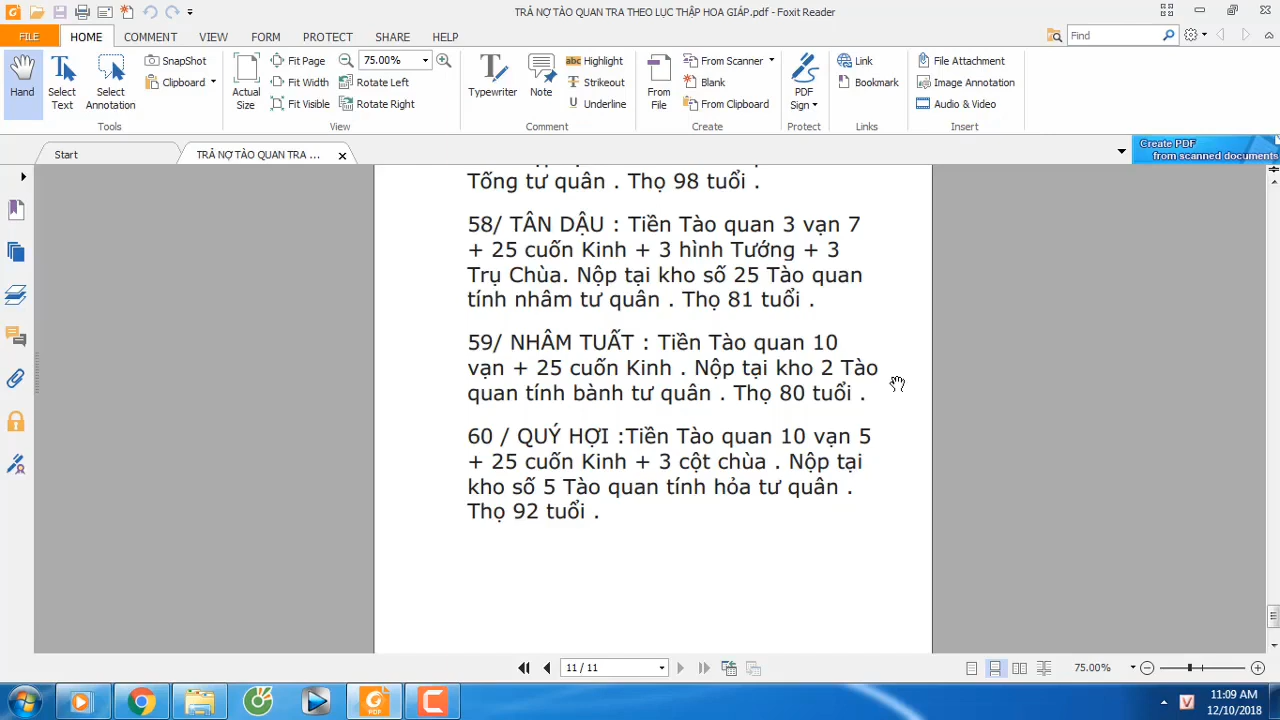 TRẢ NỢ TÀO QUAN TRA THEO LỤC THẬP HOA GIÁP.pdf - Foxit Reader
FILE HOME COMMENT VIEW FORM PROTECT SHARE HELP
Find
Hand
Select Text
Select Annotation
SnapShot
Clipboard
Tools
Actual Size
Fit Page
Fit Width
Fit Visible
75.00%
Rotate Left
Rotate Right
View
Typewriter
Note
Highlight
Strikeout
Underline
Comment
From File
From Scanner
Blank
From Clipboard
Create
PDF Sign
Protect
Link
Bookmark
Links
File Attachment
Image Annotation
Audio & Video
Insert
Start
TRẢ NỢ TÀO QUAN TRA ...
Create PDF
from scanned documents
Tống tư quân . Thọ 98 tuổi .
58/ TÂN DẬU : Tiền Tào quan 3 vạn 7
+ 25 cuốn Kinh + 3 hình Tướng + 3
Trụ Chùa. Nộp tại kho số 25 Tào quan
tính nhâm tư quân . Thọ 81 tuổi .
59/ NHÂM TUẤT : Tiền Tào quan 10
vạn + 25 cuốn Kinh . Nộp tại kho 2 Tào
quan tính bành tư quân . Thọ 80 tuổi .
60 / QUÝ HỢI :Tiền Tào quan 10 vạn 5
+ 25 cuốn Kinh + 3 cột chùa . Nộp tại
kho số 5 Tào quan tính hỏa tư quân .
Thọ 92 tuổi .
11 / 11
75.00%
PDF
V
11:09 AM
12/10/2018